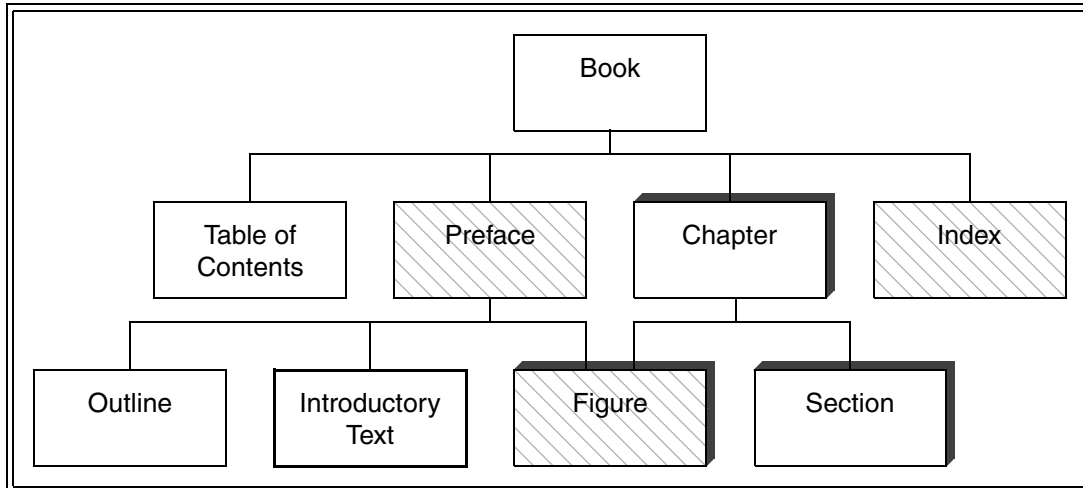 Book
Table of
Contents
Preface
Chapter
Index
Outline
Introductory
Text
Figure
Section